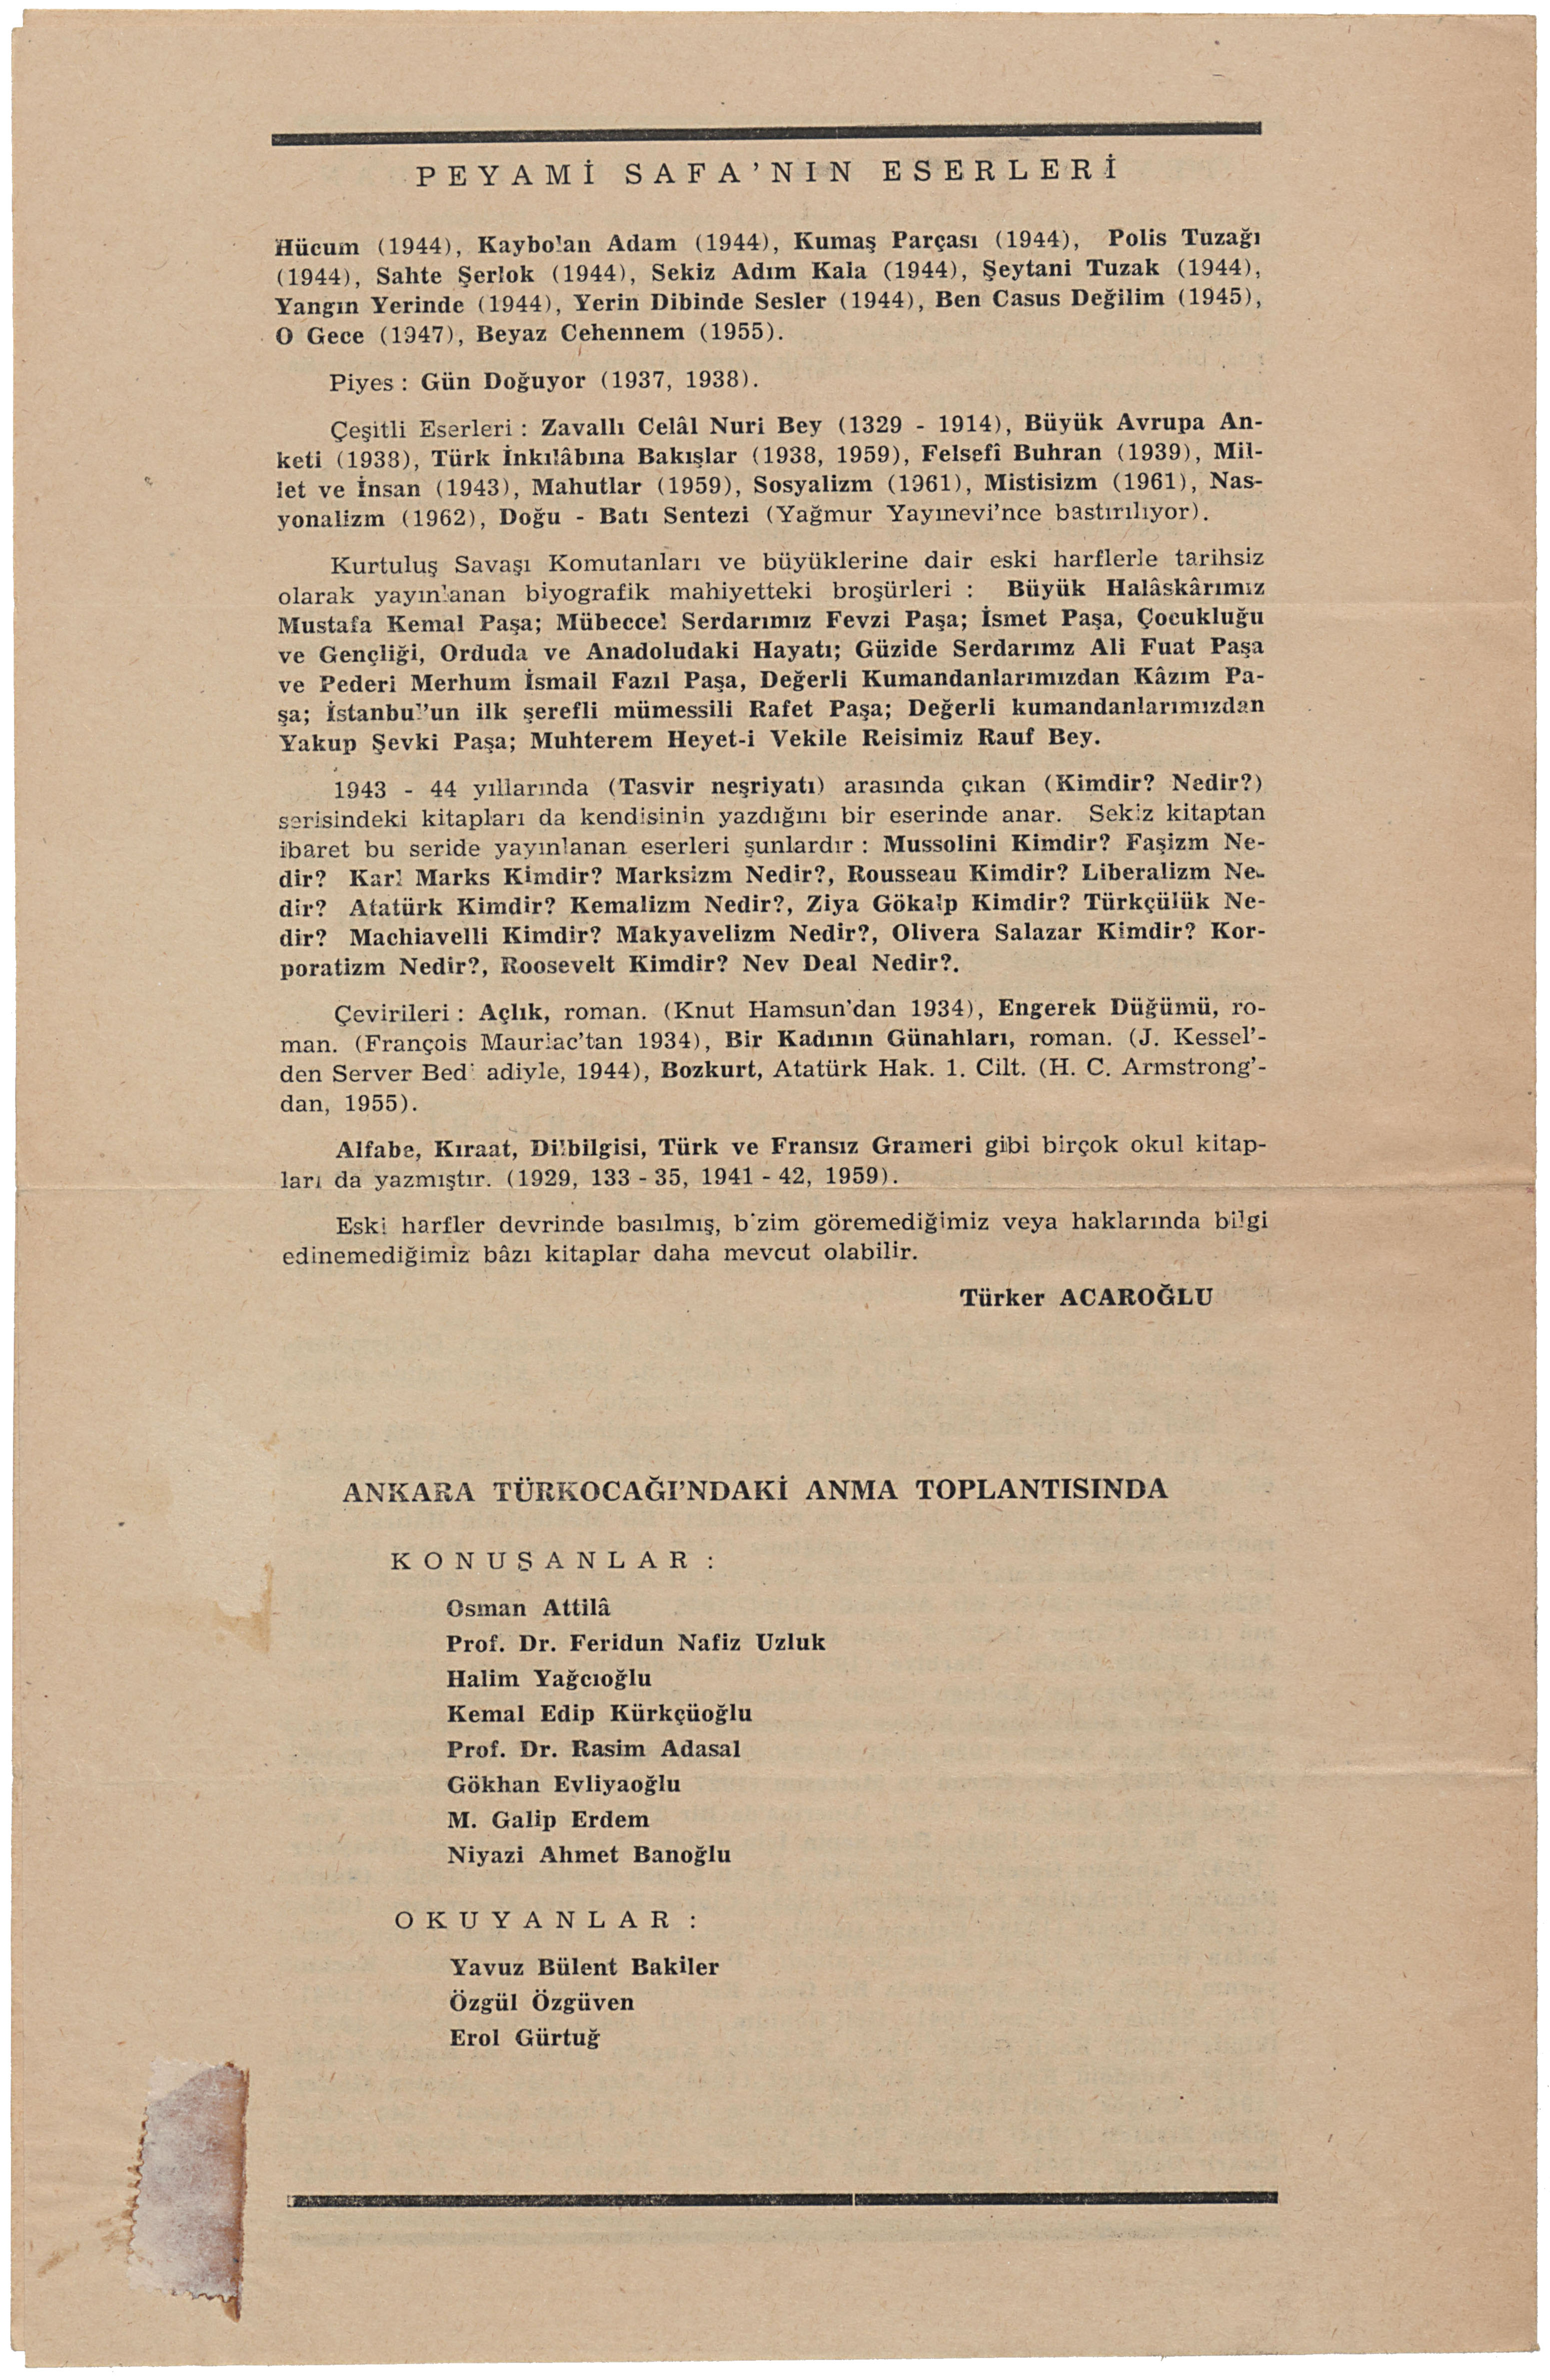 PEYAMİ SAFA'NIN ESERLERİ
Hücum (1944), Kaybolan Adam (1944), Kumaş Parçası (1944), Polis Tuzağı
(1944), Sahte Şerlok (1944), Sekiz Adım Kala (1944), Şeytani Tuzak (1944),
Yangın Yerinde (1944), Yerin Dibinde Sesler (1944), Ben Casus Değilim (1945),
O Gece (1947), Beyaz Cehennem (1955).
Piyes : Gün Doğuyor (1937, 1938).
Çeşitli Eserleri : Zavallı Celâl Nuri Bey (1329 - 1914), Büyük Avrupa An-
keti (1938), Türk İnkılâbına Bakışlar (1938, 1959), Felsefî Buhran (1939), Mil-
let ve İnsan (1943), Mahutlar (1959), Sosyalizm (1961), Mistisizm (1961), Nas-
yonalizm (1962), Doğu - Batı Sentezi (Yağmur Yayınevi'nce bastırılıyor).
Kurtuluş Savaşı Komutanları ve büyüklerine dair eski harflerle tarihsiz
olarak yayınlanan biyografik mahiyetteki broşürleri : Büyük Halâskârımız
Mustafa Kemal Paşa; Mübeccel Serdarımız Fevzi Paşa; İsmet Paşa, Çocukluğu
ve Gençliği, Orduda ve Anadoludaki Hayatı; Güzide Serdarımz Ali Fuat Paşa
ve Pederi Merhum İsmail Fazıl Paşa, Değerli Kumandanlarımızdan Kâzım Pa-
şa; İstanbul'un ilk şerefli mümessili Rafet Paşa; Değerli kumandanlarımızdan
Yakup Şevki Paşa; Muhterem Heyet-i Vekile Reisimiz Rauf Bey.
1943 - 44 yıllarında (Tasvir neşriyatı) arasında çıkan (Kimdir? Nedir?)
serisindeki kitapları da kendisinin yazdığını bir eserinde anar. Sekiz kitaptan
ibaret bu seride yayınlanan eserleri şunlardır : Mussolini Kimdir? Faşizm Ne-
dir? Karl Marks Kimdir? Marksizm Nedir?, Rousseau Kimdir? Liberalizm Ne-
dir? Atatürk Kimdir? Kemalizm Nedir?, Ziya Gökalp Kimdir? Türkçülük Ne-
dir? Machiavelli Kimdir? Makyavelizm Nedir?, Olivera Salazar Kimdir? Kor-
poratizm Nedir?, Roosevelt Kimdir? Nev Deal Nedir?.
Çevirileri : Açlık, roman. (Knut Hamsun'dan 1934), Engerek Düğümü, ro-
man. (François Mauriac'tan 1934), Bir Kadının Günahları, roman. (J. Kessel'-
den Server Bedi adiyle, 1944), Bozkurt, Atatürk Hak. 1. Cilt. (H. C. Armstrong'-
dan, 1955).
Alfabe, Kıraat, Dilbilgisi, Türk ve Fransız Grameri gibi birçok okul kitap-
ları da yazmıştır. (1929, 133 - 35, 1941 - 42, 1959).
Eski harfler devrinde basılmış, bizim göremediğimiz veya haklarında bilgi
edinemediğimiz bâzı kitaplar daha mevcut olabilir.
Türker ACAROĞLU
ANKARA TÜRKOCAĞI'NDAKİ ANMA TOPLANTISINDA
KONUŞANLAR :
Osman Attilâ
Prof. Dr. Feridun Nafiz Uzluk
Halim Yağcıoğlu
Kemal Edip Kürkçüoğlu
Prof. Dr. Rasim Adasal
Gökhan Evliyaoğlu
M. Galip Erdem
Niyazi Ahmet Banoğlu
OKUYANLAR :
Yavuz Bülent Bakiler
Özgül Özgüven
Erol Gürtuğ